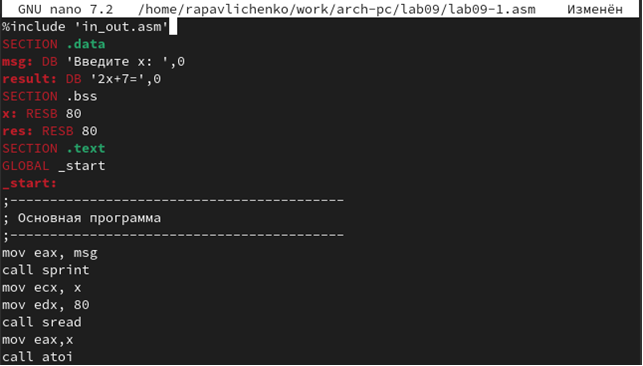 GNU nano 7.2 /home/rapavlichenko/work/arch-pc/lab09/lab09-1.asm Изменён
%include 'in_out.asm'
SECTION .data
msg: DB 'Введите x: ',0
result: DB '2x+7=',0
SECTION .bss
x: RESB 80
res: RESB 80
SECTION .text
GLOBAL _start
_start:
;------------------------------------------
; Основная программа
;------------------------------------------
mov eax, msg
call sprint
mov ecx, x
mov edx, 80
call sread
mov eax,x
call atoi